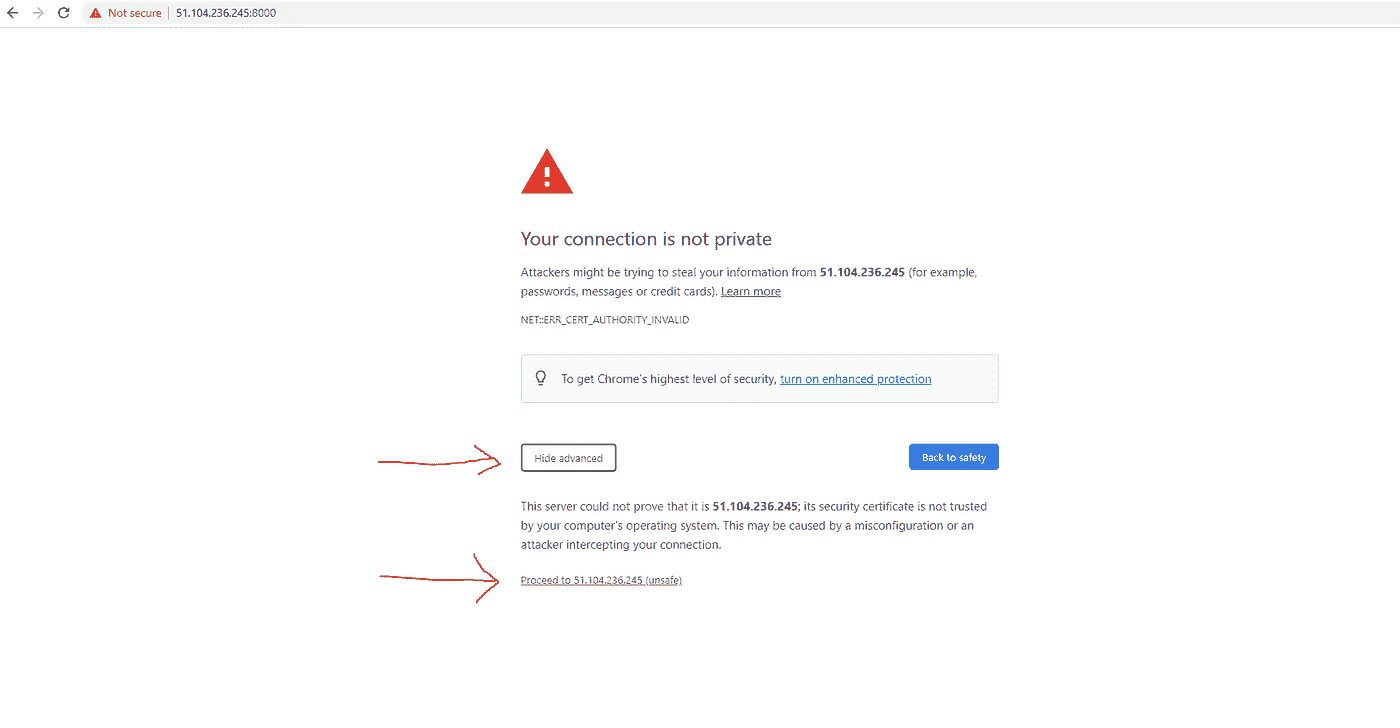 Not secure 51.104.236.245:8000
Your connection is not private
Attackers might be trying to steal your information from 51.104.236.245 (for example,
passwords, messages or credit cards). Learn more
NET::ERR_CERT_AUTHORITY_INVALID
To get Chrome's highest level of security, turn on enhanced protection
Hide advanced Back to safety
This server could not prove that it is 51.104.236.245; its security certificate is not trusted
by your computer's operating system. This may be caused by a misconfiguration or an
attacker intercepting your connection.
Proceed to 51.104.236.245 (unsafe)